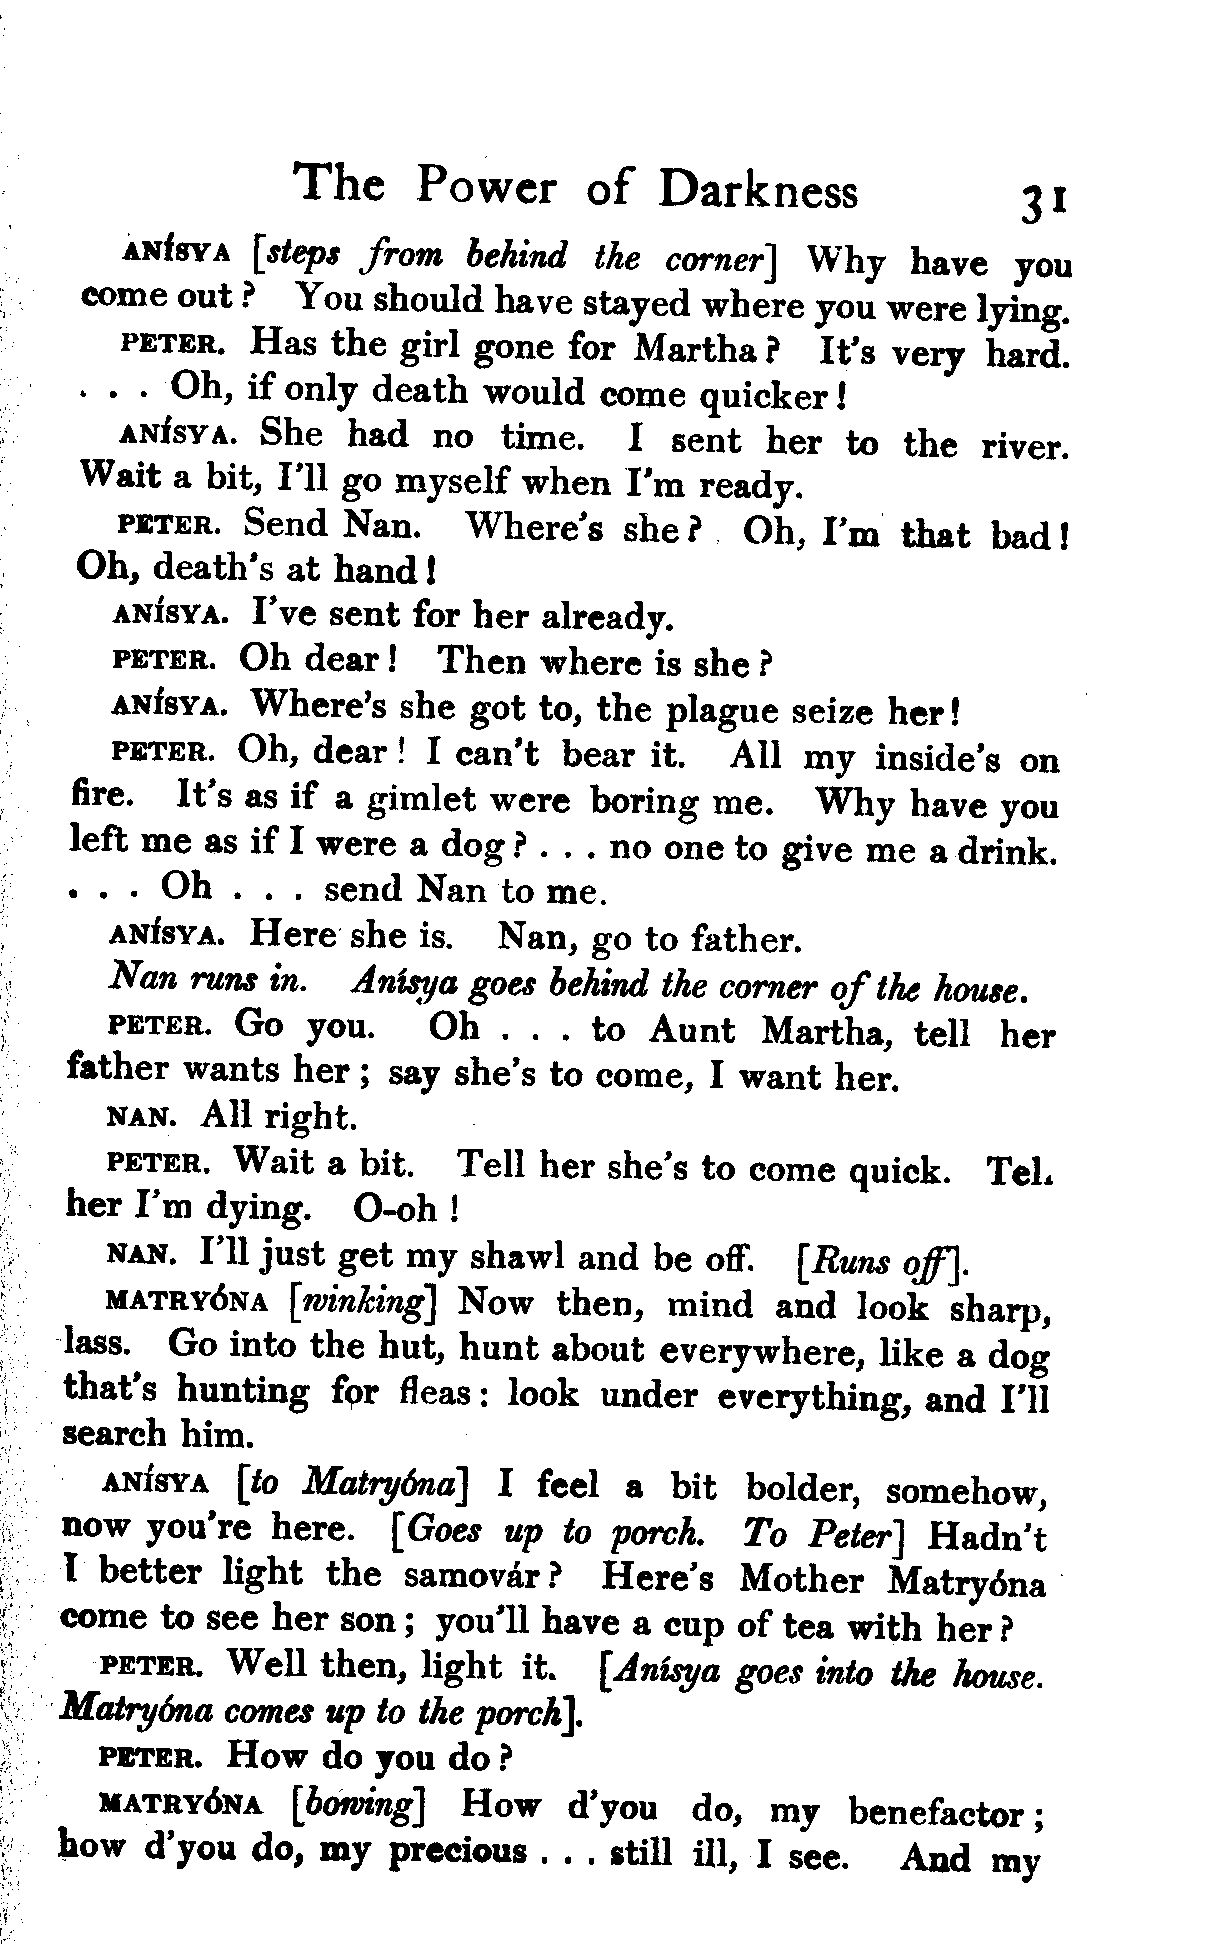 The Power of Darkness 31
ANÍSYA [steps from behind the corner] Why have you
come out? You should have stayed where you were lying.
PETER. Has the girl gone for Martha? It's very hard.
. . . Oh, if only death would come quicker!
ANÍSYA. She had no time. I sent her to the river.
Wait a bit, I'll go myself when I'm ready.
PETER. Send Nan. Where's she? Oh, I'm that bad!
Oh, death's at hand!
ANÍSYA. I've sent for her already.
PETER. Oh dear! Then where is she?
ANÍSYA. Where's she got to, the plague seize her!
PETER. Oh, dear! I can't bear it. All my inside's on
fire. It's as if a gimlet were boring me. Why have you
left me as if I were a dog? . . . no one to give me a drink.
. . . Oh . . . send Nan to me.
ANÍSYA. Here she is. Nan, go to father.
Nan runs in. Anísya goes behind the corner of the house.
PETER. Go you. Oh . . . to Aunt Martha, tell her
father wants her; say she's to come, I want her.
NAN. All right.
PETER. Wait a bit. Tell her she's to come quick. Tel.
her I'm dying. O-oh!
NAN. I'll just get my shawl and be off. [Runs off].
MATRYÓNA [winking] Now then, mind and look sharp,
lass. Go into the hut, hunt about everywhere, like a dog
that's hunting for fleas: look under everything, and I'll
search him.
ANÍSYA [to Matryóna] I feel a bit bolder, somehow,
now you're here. [Goes up to porch. To Peter] Hadn't
I better light the samovár? Here's Mother Matryóna
come to see her son; you'll have a cup of tea with her?
PETER. Well then, light it. [Anísya goes into the house.
Matryóna comes up to the porch].
PETER. How do you do?
MATRYÓNA [bowing] How d'you do, my benefactor;
how d'you do, my precious . . . still ill, I see. And my